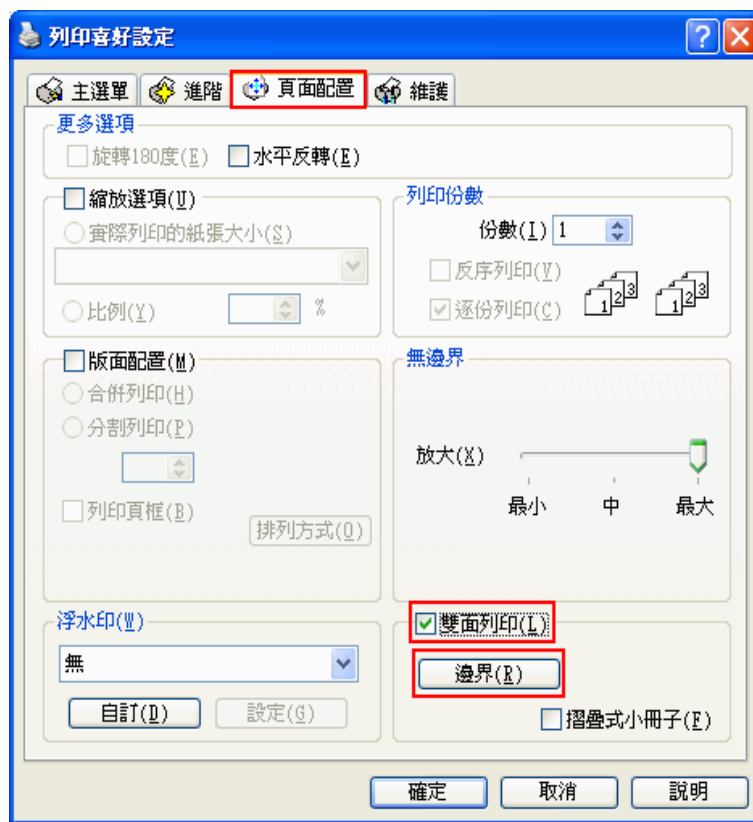 列印喜好設定
主選單 進階 頁面配置 維護
更多選項
旋轉180度(E) 水平反轉(E)
縮放選項(U)
實際列印的紙張大小(S)
比例(Y) %
列印份數
份數(I) 1
反序列印(V)
逐份列印(C)
1 2 3 1 2 3
版面配置(M)
合併列印(H)
分割列印(P)
列印頁框(B)
排列方式(O)
無邊界
放大(X)
最小 中 最大
浮水印(W)
無
自訂(D) 設定(G)
雙面列印(L)
邊界(R)
摺疊式小冊子(F)
確定 取消 說明